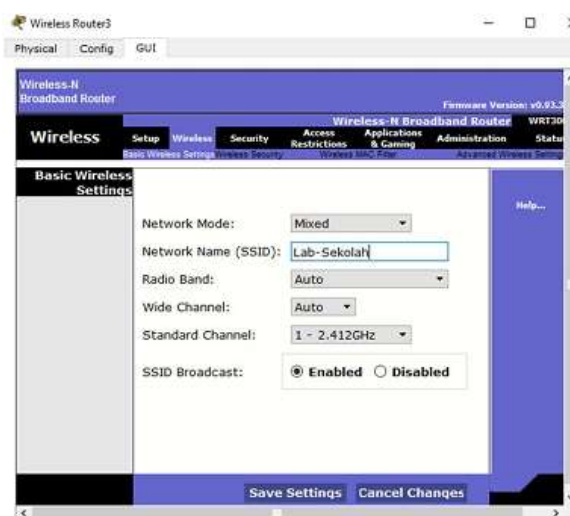 Wireless Router3
Physical Config GUI
Wireless-N
Broadband Router
Firmware Version: v0.93.3
Wireless-N Broadband Router WRT30
Wireless
Setup Wireless Security Access Restrictions Applications & Gaming Administration Statu
Basic Wireless Settings Wireless Security Wireless MAC Filter Advanced Wireless Setting
Basic Wireless
Settings
Help...
Network Mode: Mixed
Network Name (SSID): Lab-Sekolah
Radio Band: Auto
Wide Channel: Auto
Standard Channel: 1 - 2.412GHz
SSID Broadcast: Enabled Disabled
Save Settings Cancel Changes